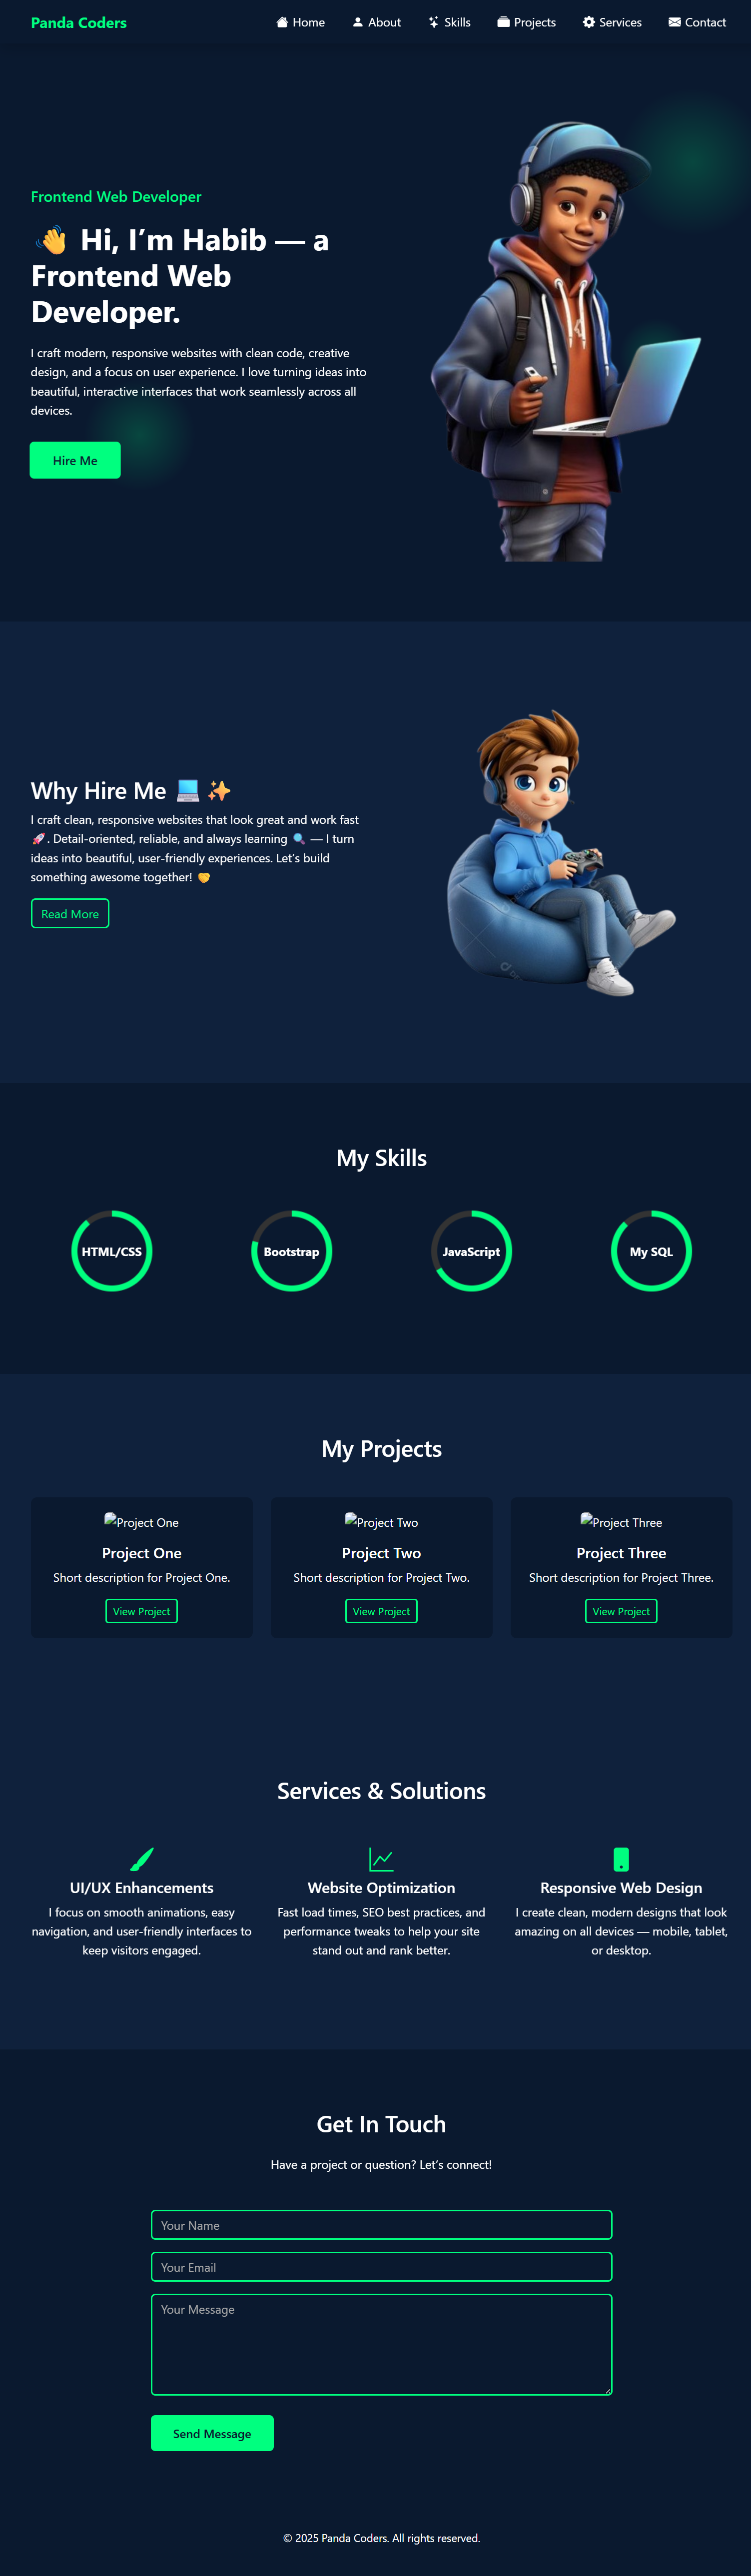 Panda Coders
Home
About
Skills
Projects
Services
Contact
Frontend Web Developer
👋 Hi, I’m Habib — a
Frontend Web
Developer.
I craft modern, responsive websites with clean code, creative
design, and a focus on user experience. I love turning ideas into
beautiful, interactive interfaces that work seamlessly across all
devices.
Hire Me
Why Hire Me 💻 ✨
I craft clean, responsive websites that look great and work fast
🚀. Detail-oriented, reliable, and always learning 🔍 — I turn
ideas into beautiful, user-friendly experiences. Let’s build
something awesome together! 🤝
Read More
My Skills
HTML/CSS
Bootstrap
JavaScript
My SQL
My Projects
Project One
Project One
Short description for Project One.
View Project
Project Two
Project Two
Short description for Project Two.
View Project
Project Three
Project Three
Short description for Project Three.
View Project
Services & Solutions
UI/UX Enhancements
I focus on smooth animations, easy
navigation, and user-friendly interfaces to
keep visitors engaged.
Website Optimization
Fast load times, SEO best practices, and
performance tweaks to help your site
stand out and rank better.
Responsive Web Design
I create clean, modern designs that look
amazing on all devices — mobile, tablet,
or desktop.
Get In Touch
Have a project or question? Let’s connect!
Your Name
Your Email
Your Message
Send Message
© 2025 Panda Coders. All rights reserved.